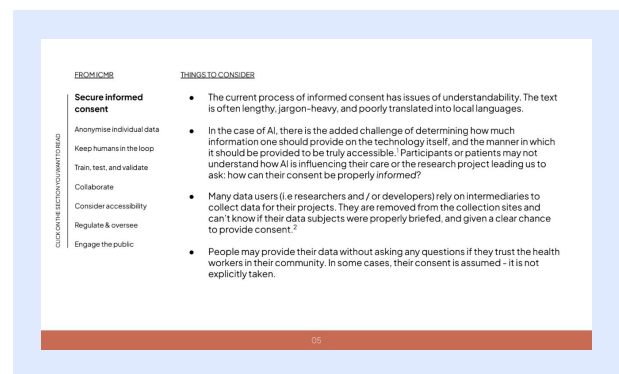 FROM ICMR
THINGS TO CONSIDER
CLICK ON THE SECTION YOU WANT TO READ
Secure informed
consent
Anonymise individual data
Keep humans in the loop
Train, test, and validate
Collaborate
Consider accessibility
Regulate & oversee
Engage the public
● The current process of informed consent has issues of understandability. The text
is often lengthy, jargon-heavy, and poorly translated into local languages.
● In the case of AI, there is the added challenge of determining how much
information one should provide on the technology itself, and the manner in which
it should be provided to be truly accessible.¹ Participants or patients may not
understand how AI is influencing their care or the research project leading us to
ask: how can their consent be properly informed?
● Many data users (i.e researchers and / or developers) rely on intermediaries to
collect data for their projects. They are removed from the collection sites and
can't know if their data subjects were properly briefed, and given a clear chance
to provide consent.²
● People may provide their data without asking any questions if they trust the health
workers in their community. In some cases, their consent is assumed - it is not
explicitly taken.
05